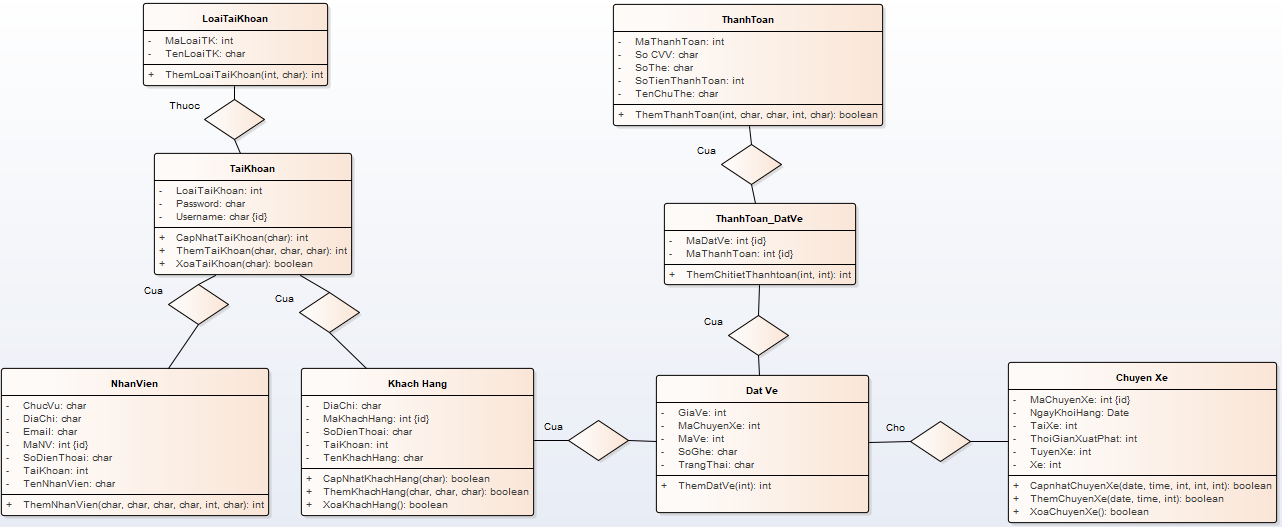 LoaiTaiKhoan
- MaLoaiTK: int
- TenLoaiTK: char
+ ThemLoaiTaiKhoan(int, char): int
Thuoc
TaiKhoan
- LoaiTaiKhoan: int
- Password: char
- Username: char {id}
+ CapNhatTaiKhoan(char): int
+ ThemTaiKhoan(char, char, char): int
+ XoaTaiKhoan(char): boolean
Cua
Cua
NhanVien
- ChucVu: char
- DiaChi: char
- Email: char
- MaNV: int {id}
- SoDienThoai: char
- TaiKhoan: int
- TenNhanVien: char
+ ThemNhanVien(char, char, char, char, int, char): int
Khach Hang
- DiaChi: char
- MaKhachHang: int {id}
- SoDienThoai: char
- TaiKhoan: int
- TenKhachHang: char
+ CapNhatKhachHang(char): boolean
+ ThemKhachHang(char, char, char): boolean
+ XoaKhachHang(): boolean
Cua
ThanhToan
- MaThanhToan: int
- So CVV: char
- SoThe: char
- SoTienThanhToan: int
- TenChuThe: char
+ ThemThanhToan(int, char, char, int, char): boolean
Cua
ThanhToan_DatVe
- MaDatVe: int {id}
- MaThanhToan: int {id}
+ ThemChitietThanhtoan(int, int): int
Cua
Dat Ve
- GiaVe: int
- MaChuyenXe: int
- MaVe: int
- SoGhe: char
- TrangThai: char
+ ThemDatVe(int): int
Cho
Chuyen Xe
- MaChuyenXe: int {id}
- NgayKhoiHang: Date
- TaiXe: int
- ThoiGianXuatPhat: int
- TuyenXe: int
- Xe: int
+ CapnhatChuyenXe(date, time, int, int, int): boolean
+ ThemChuyenXe(date, time, int): boolean
+ XoaChuyenXe(): boolean